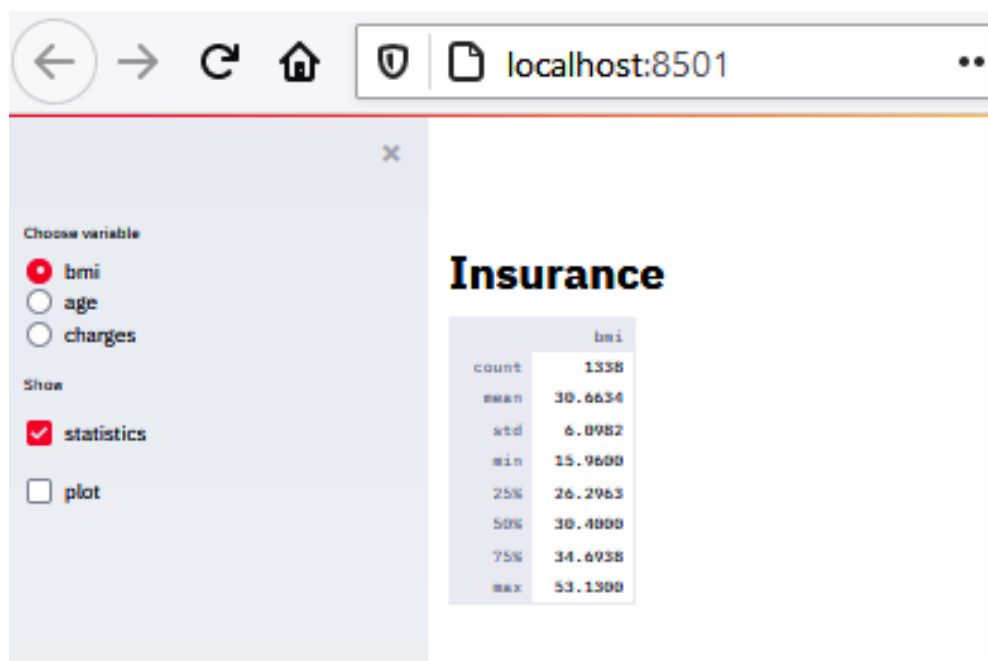 localhost:8501
Choose variable
bmi
age
charges
Show
statistics
plot
Insurance
bmi
count 1338
mean 30.6634
std 6.0982
min 15.9600
25% 26.2963
50% 30.4000
75% 34.6938
max 53.1300